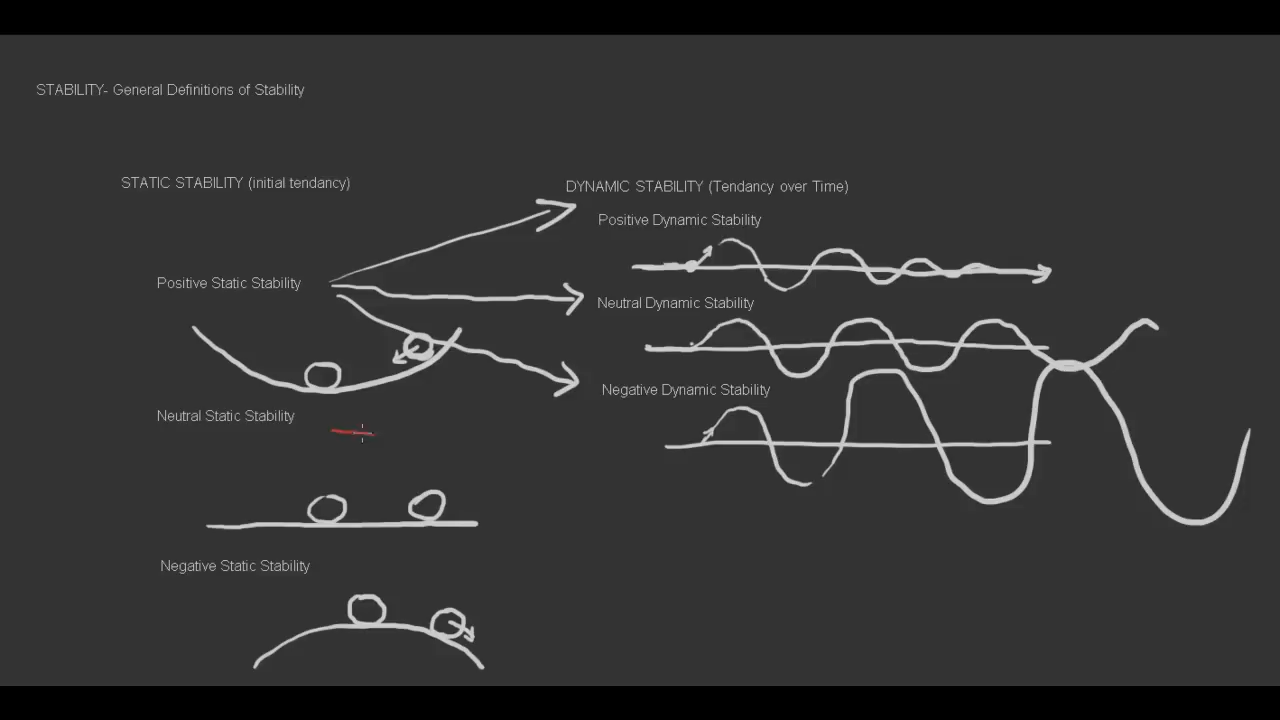 STABILITY- General Definitions of Stability
STATIC STABILITY (initial tendancy)
Positive Static Stability
Neutral Static Stability
Negative Static Stability
DYNAMIC STABILITY (Tendancy over Time)
Positive Dynamic Stability
Neutral Dynamic Stability
Negative Dynamic Stability